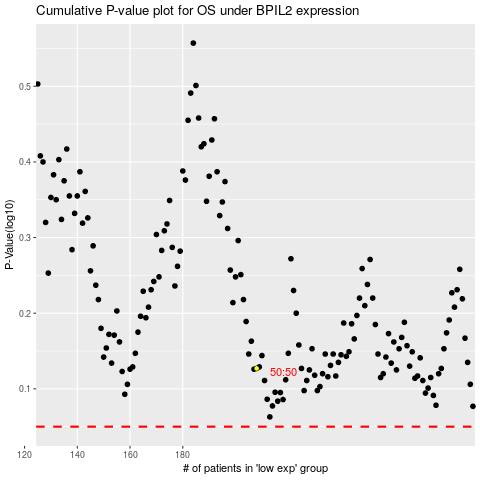 Cumulative P-value plot for OS under BPIL2 expression
P-Value(log10)
0.5
0.4
0.3
0.2
0.1
50:50
120 140 160 180
# of patients in 'low exp' group